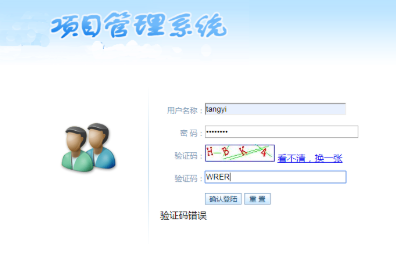 项目管理系统
用户名称： tangyi
密 码： ••••••••
验证码： H B K A 看不清，换一张
验证码： WRER
确认登陆 重 置
验证码错误